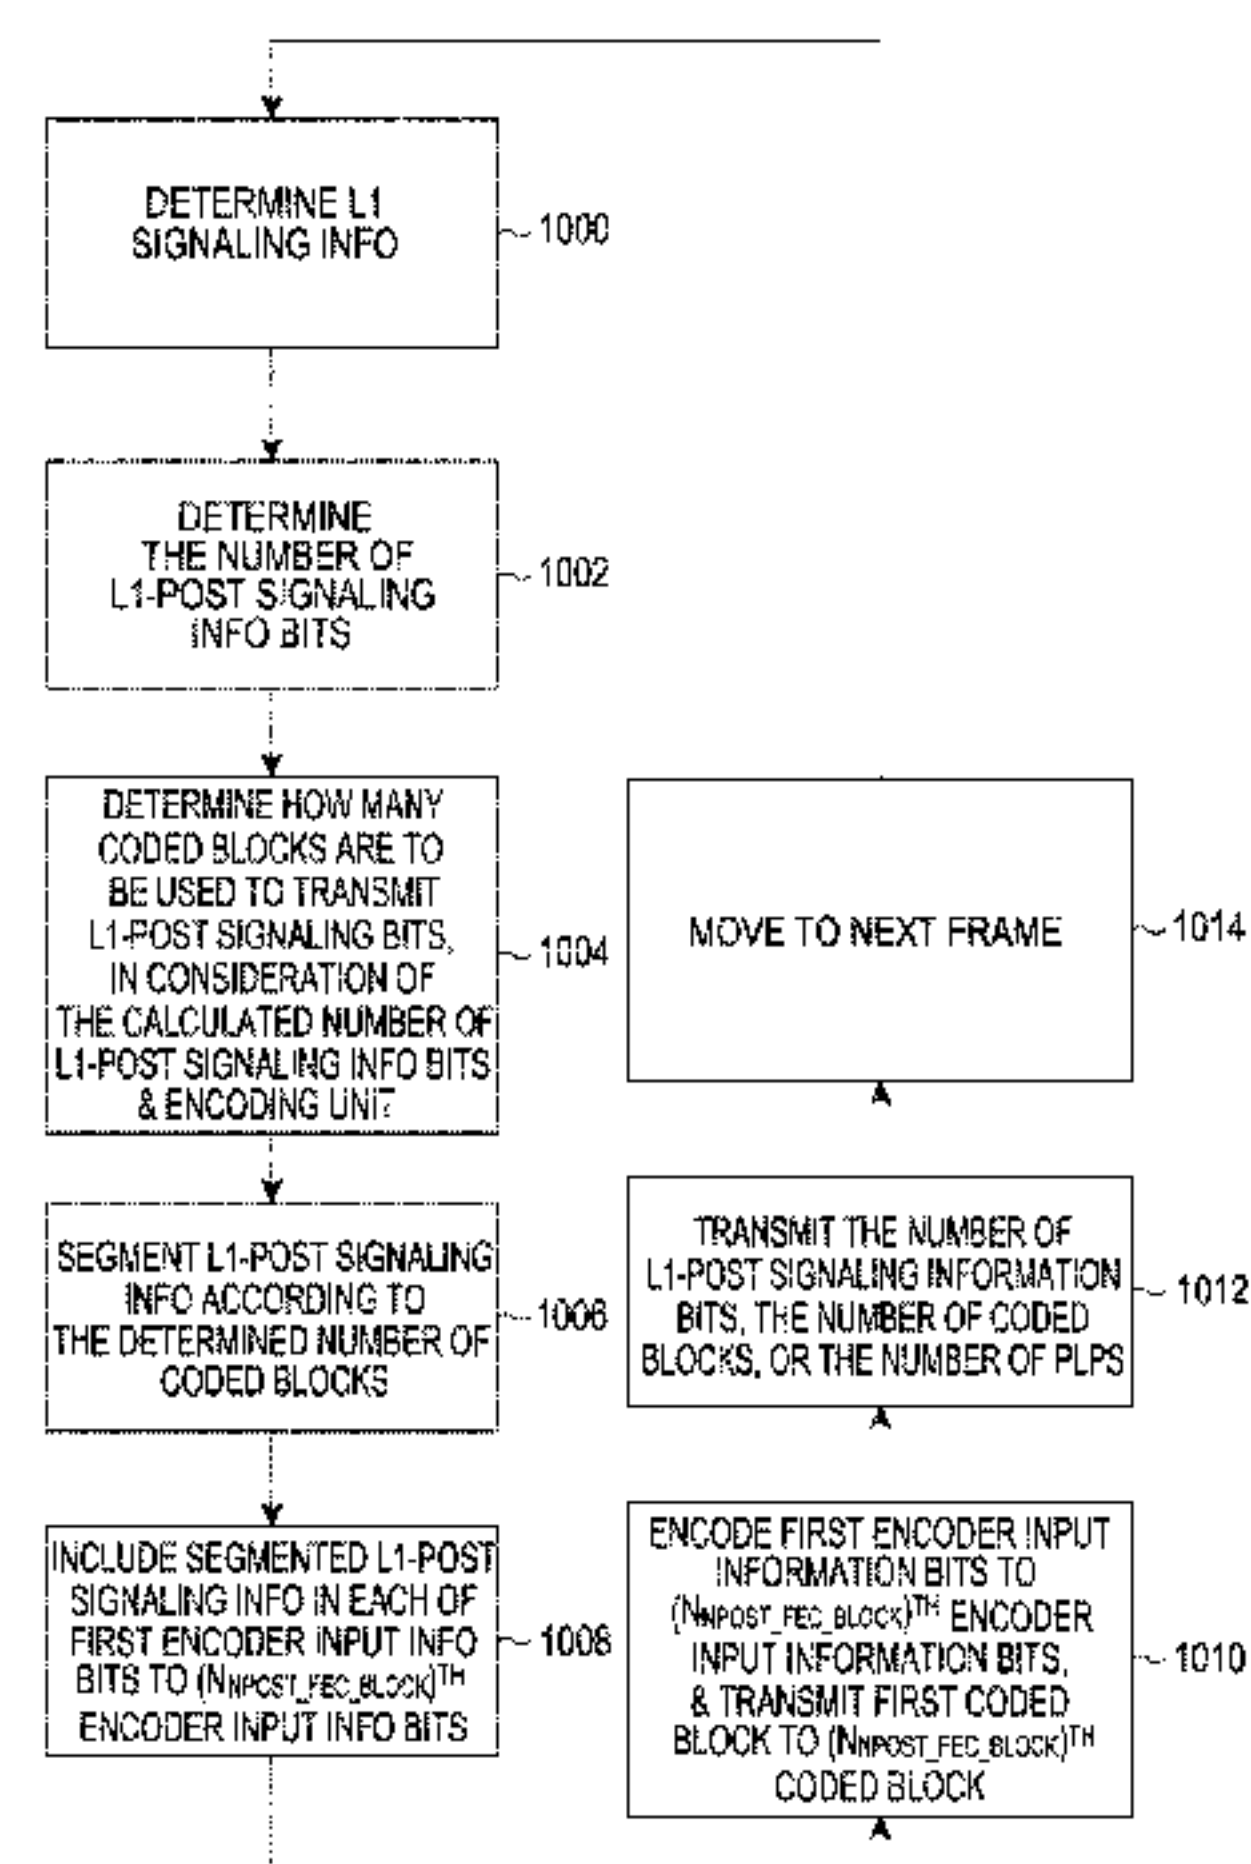 DETERMINE L1
SIGNALING INFO
1000
DETERMINE
THE NUMBER OF
L1-POST SIGNALING
INFO BITS
1002
DETERMINE HOW MANY
CODED BLOCKS ARE TO
BE USED TO TRANSMIT
L1-POST SIGNALING BITS,
IN CONSIDERATION OF
THE CALCULATED NUMBER OF
L1-POST SIGNALING INFO BITS
& ENCODING UNIT
1004
SEGMENT L1-POST SIGNALING
INFO ACCORDING TO
THE DETERMINED NUMBER OF
CODED BLOCKS
1006
INCLUDE SEGMENTED L1-POST
SIGNALING INFO IN EACH OF
FIRST ENCODER INPUT INFO
BITS TO (NNPOST_FEC_BLOCK)TH
ENCODER INPUT INFO BITS
1008
MOVE TO NEXT FRAME
1014
TRANSMIT THE NUMBER OF
L1-POST SIGNALING INFORMATION
BITS, THE NUMBER OF CODED
BLOCKS, OR THE NUMBER OF PLPS
1012
ENCODE FIRST ENCODER INPUT
INFORMATION BITS TO
(NNPOST_FEC_BLOCK)TH ENCODER
INPUT INFORMATION BITS,
& TRANSMIT FIRST CODED
BLOCK TO (NNPOST_FEC_BLOCK)TH
CODED BLOCK
1010